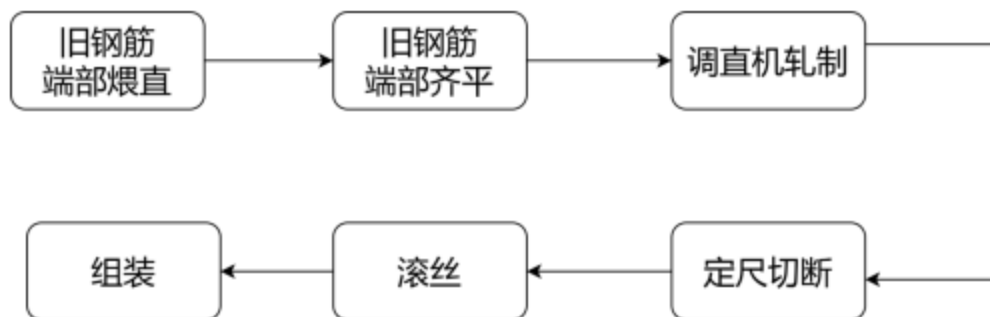 旧钢筋
端部煨直
旧钢筋
端部齐平
调直机轧制
定尺切断
滚丝
组装